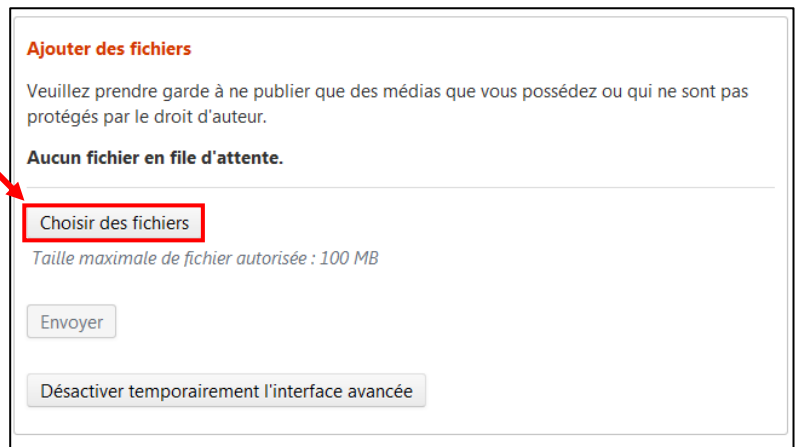 Ajouter des fichiers
Veuillez prendre garde à ne publier que des médias que vous possédez ou qui ne sont pas
protégés par le droit d'auteur.
Aucun fichier en file d'attente.
Choisir des fichiers
Taille maximale de fichier autorisée : 100 MB
Envoyer
Désactiver temporairement l'interface avancée